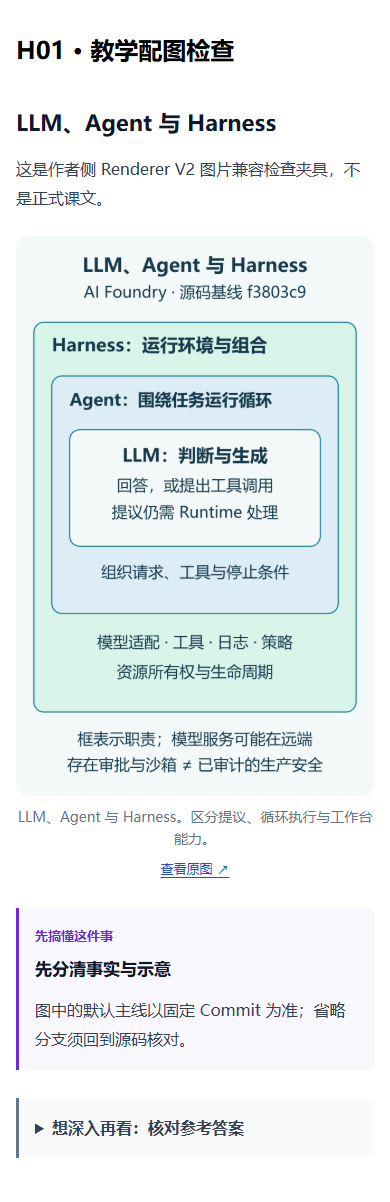 H01 · 教学配图检查
LLM、Agent 与 Harness
这是作者侧 Renderer V2 图片兼容检查夹具，不
是正式课文。
LLM、Agent 与 Harness
AI Foundry · 源码基线 f3803c9
Harness：运行环境与组合
Agent：围绕任务运行循环
LLM：判断与生成
回答，或提出工具调用
提议仍需 Runtime 处理
组织请求、工具与停止条件
模型适配 · 工具 · 日志 · 策略
资源所有权与生命周期
框表示职责；模型服务可能在远端
存在审批与沙箱 ≠ 已审计的生产安全
LLM、Agent 与 Harness。区分提议、循环执行与工作台
能力。
查看原图 ↗
先搞懂这件事
先分清事实与示意
图中的默认主线以固定 Commit 为准；省略
分支须回到源码核对。
▶ 想深入再看：核对参考答案